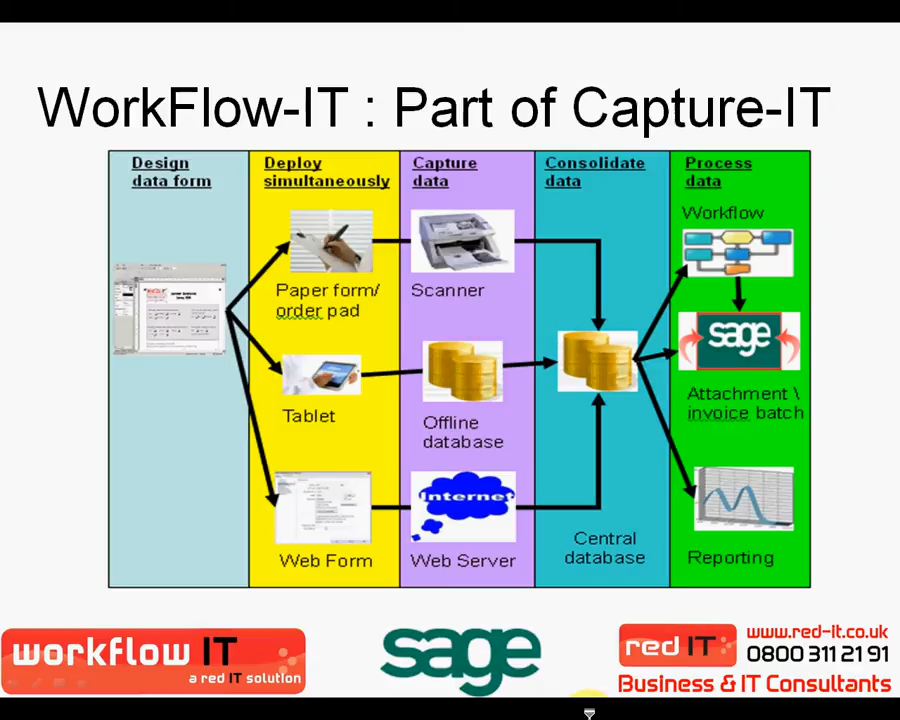 WorkFlow-IT : Part of Capture-IT
Design
data form
Deploy
simultaneously
Capture
data
Consolidate
data
Process
data
Paper form/
order pad
Tablet
Web Form
Scanner
Offline
database
Internet
Web Server
Central
database
Workflow
sage
Attachment \
invoice batch
Reporting
workflow IT
a red IT solution
sage
red IT:
www.red-it.co.uk
0800 311 21 91
Business & IT Consultants